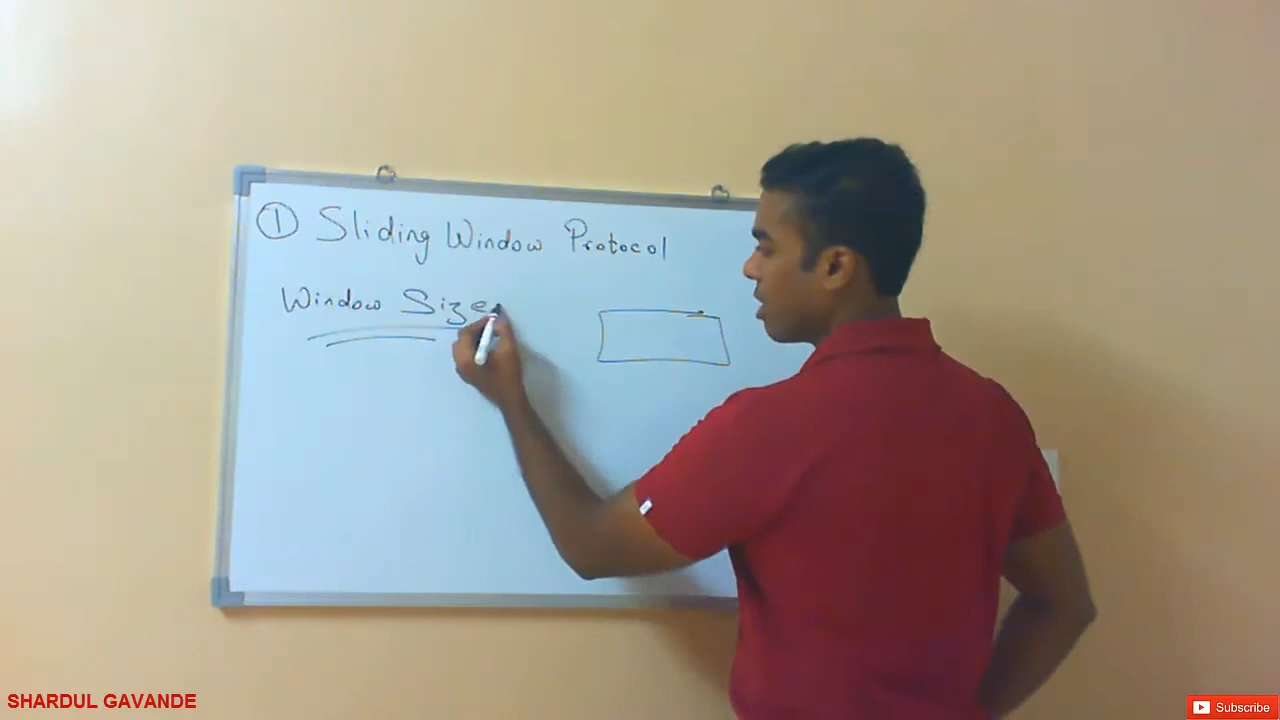 ① Sliding Window Protocol
Window Size
SHARDUL GAVANDE
Subscribe